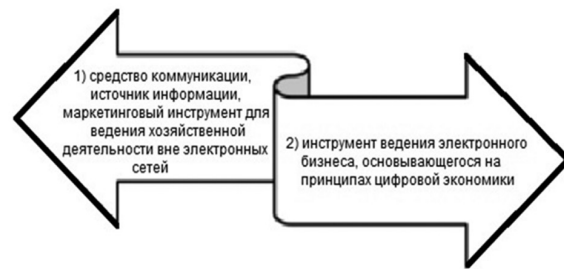 1) средство коммуникации,
источник информации,
маркетинговый инструмент для
ведения хозяйственной
деятельности вне электронных
сетей
2) инструмент ведения электронного
бизнеса, основывающегося на
принципах цифровой экономики